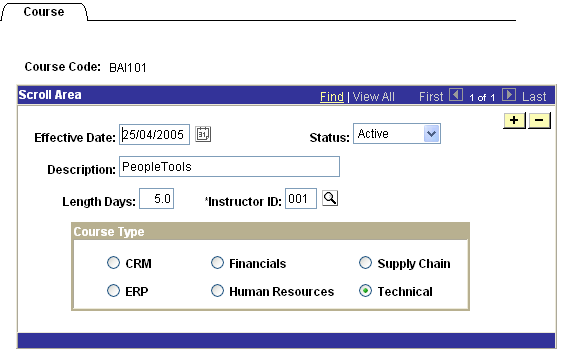 Course
Course Code: BAI101
Scroll Area Find | View All First 1 of 1 Last
+ −
Effective Date: 25/04/2005 31 Status: Active
Description: PeopleTools
Length Days: 5.0 *Instructor ID: 001
Course Type
CRM Financials Supply Chain
ERP Human Resources Technical